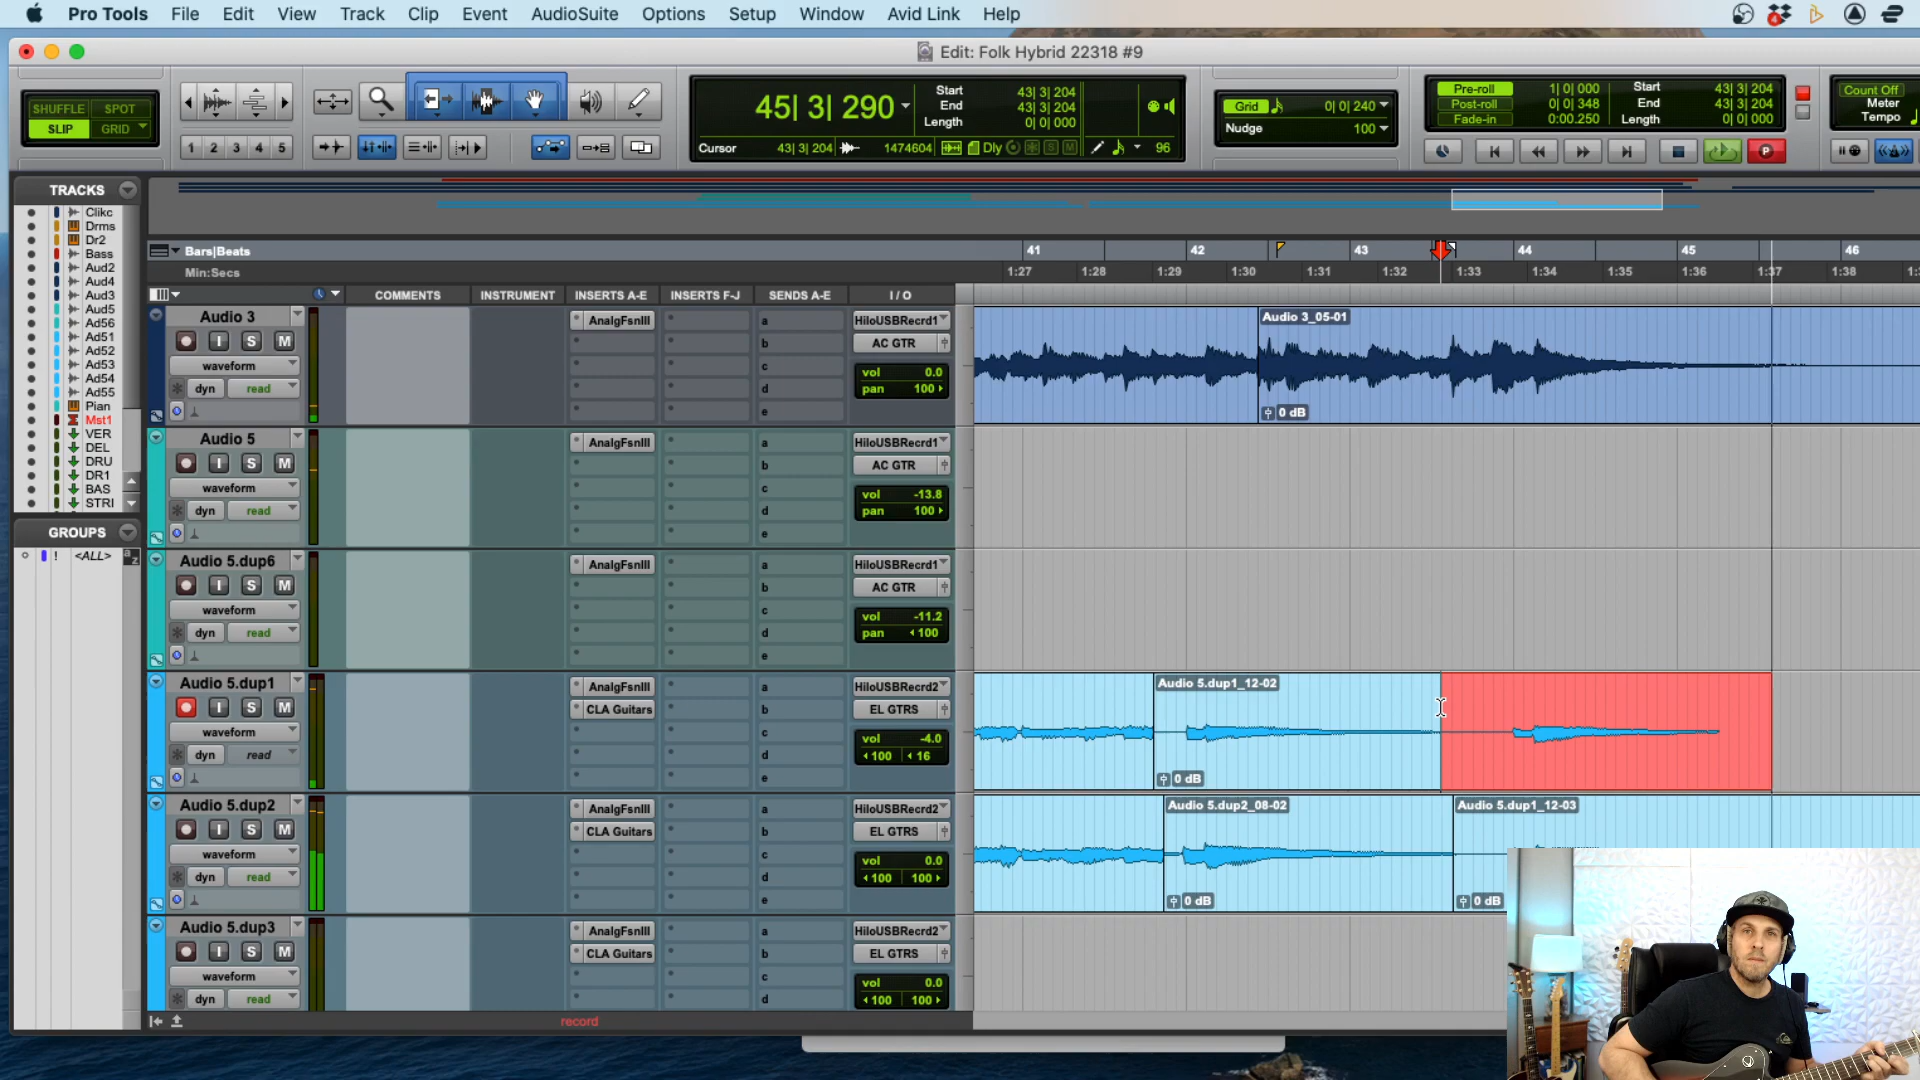 Pro Tools File Edit View Track Clip Event AudioSuite Options Setup Window Avid Link Help
4
Edit: Folk Hybrid 22318 #9
SHUFFLE SPOT
SLIP GRID
1 2 3 4 5
45| 3| 290
Start 43| 3| 204
End 43| 3| 204
Length 0| 0| 000
Cursor 43| 3| 204 1474604 Dly S M 96
Grid 0| 0| 240
Nudge 100
Pre-roll 1| 0| 000
Post-roll 0| 0| 348
Fade-in 0:00.250
Start 43| 3| 204
End 43| 3| 204
Length 0| 0| 000
P
Count Off
Meter
Tempo
TRACKS
Clikc
Drms
Dr2
Bass
Aud2
Aud4
Aud3
Aud5
Ad56
Ad51
Ad52
Ad53
Ad54
Ad55
Pian
Mst1
VER
DEL
DRU
DR1
BAS
STRI
GROUPS
! <ALL> a z
Bars|Beats 41 42 43 44 45 46
Min:Secs 1:27 1:28 1:29 1:30 1:31 1:32 1:33 1:34 1:35 1:36 1:37 1:38
COMMENTS INSTRUMENT INSERTS A-E INSERTS F-J SENDS A-E I / O
Audio 3 AnalgFsnIII a HiloUSBRecrd1
I S M b AC GTR
waveform c vol 0.0
dyn read d pan 100
e
Audio 3_05-01
0 dB
Audio 5 AnalgFsnIII a HiloUSBRecrd1
I S M b AC GTR
waveform c vol -13.8
dyn read d pan 100
e
Audio 5.dup6 AnalgFsnIII a HiloUSBRecrd1
I S M b AC GTR
waveform c vol -11.2
dyn read d pan 100
e
Audio 5.dup1 AnalgFsnIII a HiloUSBRecrd2
I S M CLA Guitars b EL GTRS
waveform c vol -4.0
dyn read d 100 16
e
Audio 5.dup1_12-02
0 dB
Audio 5.dup2 AnalgFsnIII a HiloUSBRecrd2
I S M CLA Guitars b EL GTRS
waveform c vol 0.0
dyn read d 100 100
e
Audio 5.dup2_08-02 Audio 5.dup1_12-03
0 dB 0 dB
Audio 5.dup3 AnalgFsnIII a HiloUSBRecrd2
I S M CLA Guitars b EL GTRS
waveform c vol 0.0
dyn read d 100 100
record